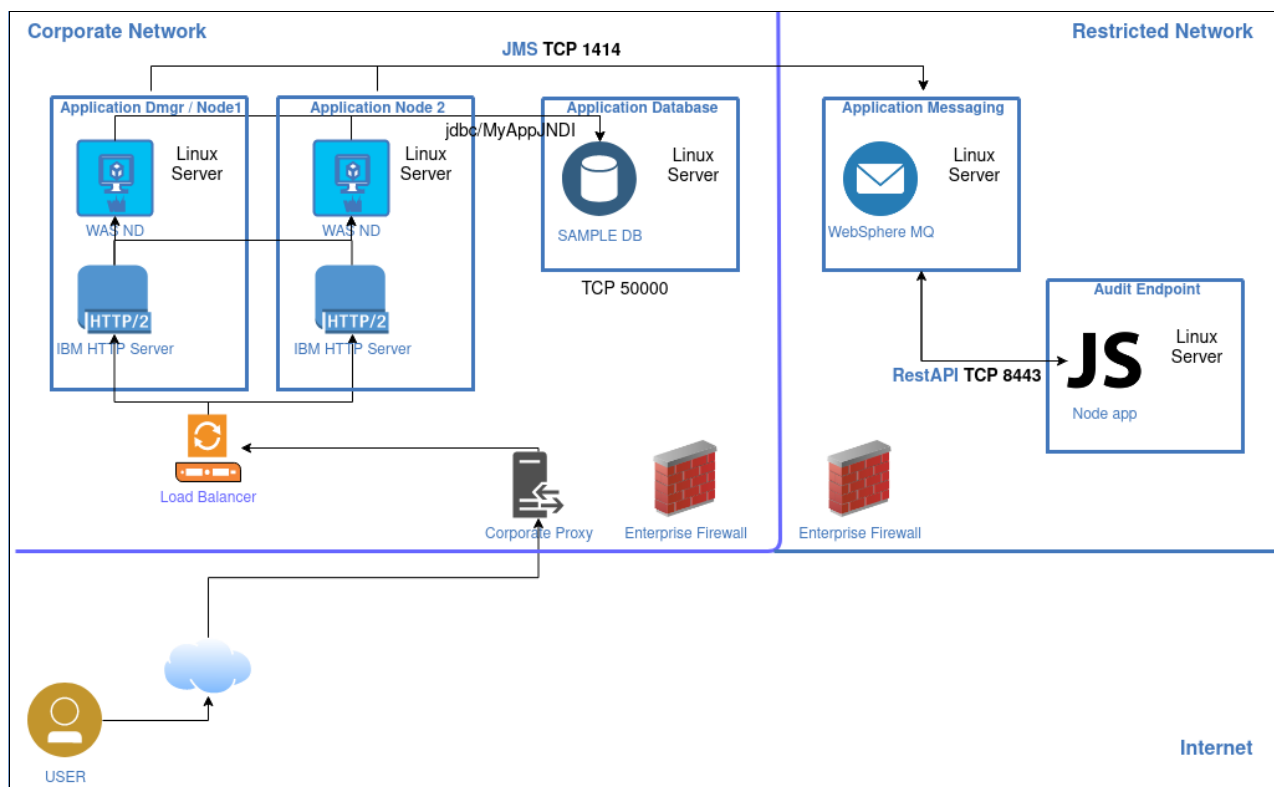 Corporate Network
Restricted Network
JMS TCP 1414
Application Dmgr / Node1
Application Node 2
Application Database
Application Messaging
jdbc/MyAppJNDI
Linux
Server
Linux
Server
Linux
Server
Linux
Server
WAS ND
WAS ND
SAMPLE DB
WebSphere MQ
TCP 50000
Audit Endpoint
HTTP/2
HTTP/2
Linux
Server
IBM HTTP Server
IBM HTTP Server
JS
RestAPI TCP 8443
Node app
Load Balancer
Corporate Proxy
Enterprise Firewall
Enterprise Firewall
Internet
USER